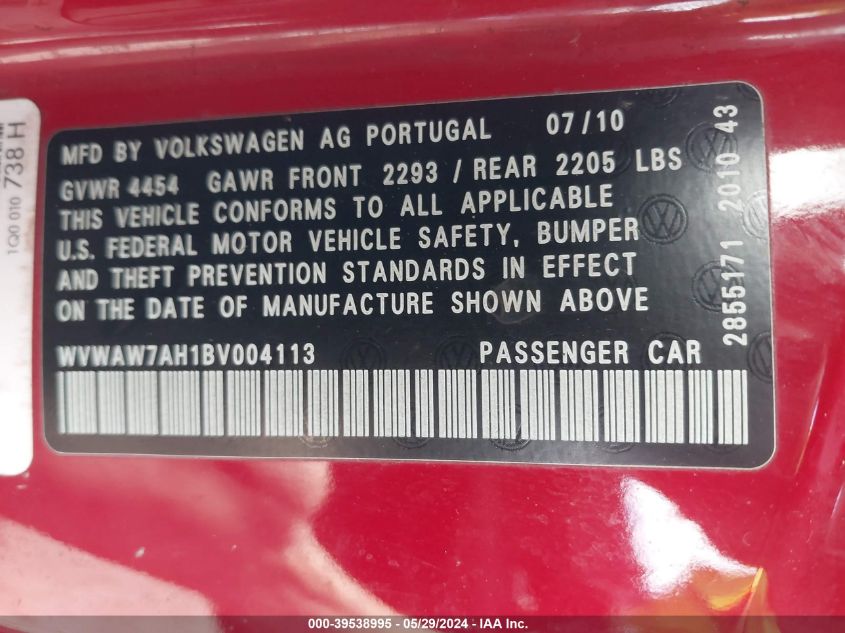 MFD BY VOLKSWAGEN AG PORTUGAL 07/10
GVWR 4454 GAWR FRONT 2293 / REAR 2205 LBS
THIS VEHICLE CONFORMS TO ALL APPLICABLE
U.S. FEDERAL MOTOR VEHICLE SAFETY, BUMPER
AND THEFT PREVENTION STANDARDS IN EFFECT
ON THE DATE OF MANUFACTURE SHOWN ABOVE
WVWAW7AH1BV004113 PASSENGER CAR
2855171 2010 43
1Q0 010 738 H
000-39538995 - 05/29/2024 - IAA Inc.